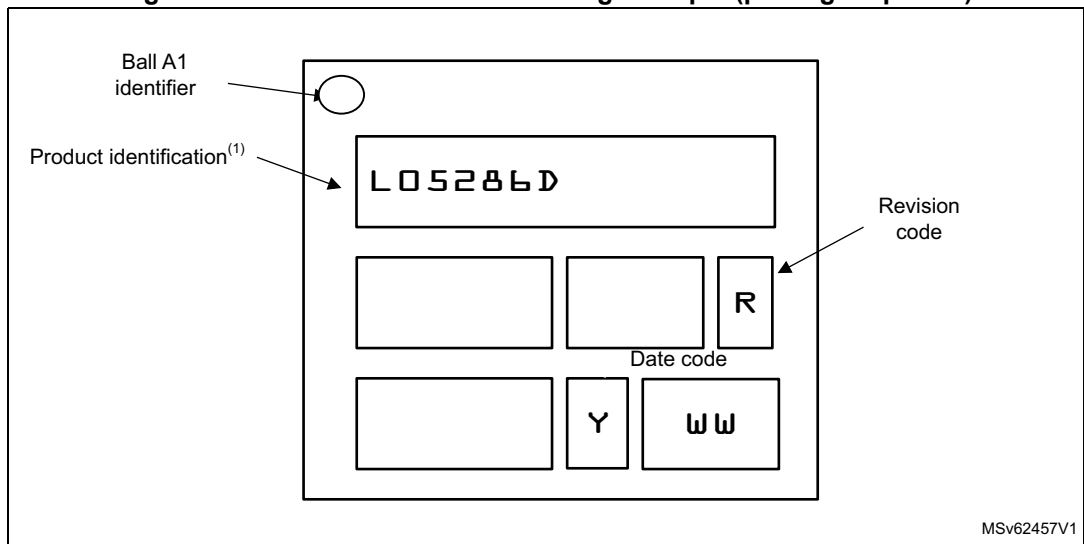 Ball A1
identifier
Product identification(1)
L05286D
Revision
code
R
Date code
Y WW
MSv62457V1